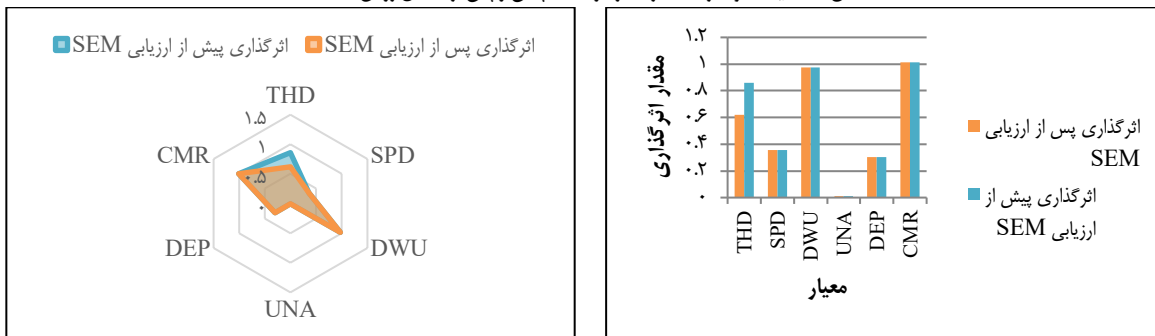 اثرگذاری پیش از ارزیابی SEM
اثرگذاری پس از ارزیابی SEM
THD
SPD
DWU
UNA
DEP
CMR
۱.۵
۱
۰.۵
۰
مقدار اثرگذاری
۱.۲
۱
۰.۸
۰.۶
۰.۴
۰.۲
۰
THD
SPD
DWU
UNA
DEP
CMR
معیار
اثرگذاری پس از ارزیابی
SEM
اثرگذاری پیش از
ارزیابی SEM